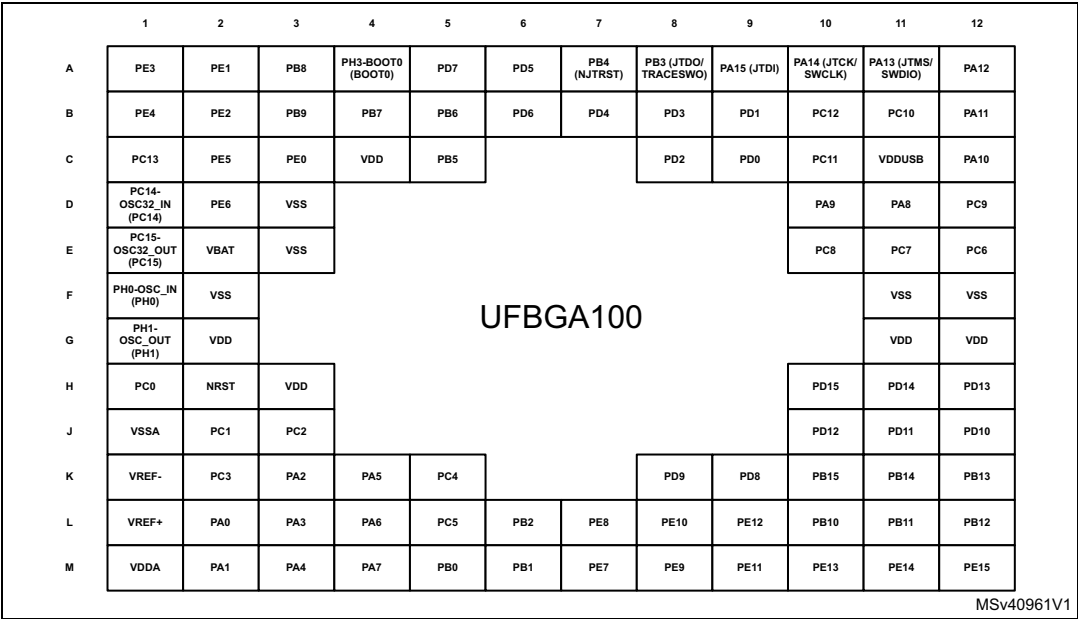 1 2 3 4 5 6 7 8 9 10 11 12
A PE3 PE1 PB8 PH3-BOOT0 (BOOT0) PD7 PD5 PB4 (NJTRST) PB3 (JTDO/ TRACESWO) PA15 (JTDI) PA14 (JTCK/ SWCLK) PA13 (JTMS/ SWDIO) PA12
B PE4 PE2 PB9 PB7 PB6 PD6 PD4 PD3 PD1 PC12 PC10 PA11
C PC13 PE5 PE0 VDD PB5 PD2 PD0 PC11 VDDUSB PA10
D PC14- OSC32_IN (PC14) PE6 VSS PA9 PA8 PC9
E PC15- OSC32_OUT (PC15) VBAT VSS PC8 PC7 PC6
F PH0-OSC_IN (PH0) VSS VSS VSS
UFBGA100
G PH1- OSC_OUT (PH1) VDD VDD VDD
H PC0 NRST VDD PD15 PD14 PD13
J VSSA PC1 PC2 PD12 PD11 PD10
K VREF- PC3 PA2 PA5 PC4 PD9 PD8 PB15 PB14 PB13
L VREF+ PA0 PA3 PA6 PC5 PB2 PE8 PE10 PE12 PB10 PB11 PB12
M VDDA PA1 PA4 PA7 PB0 PB1 PE7 PE9 PE11 PE13 PE14 PE15
MSv40961V1